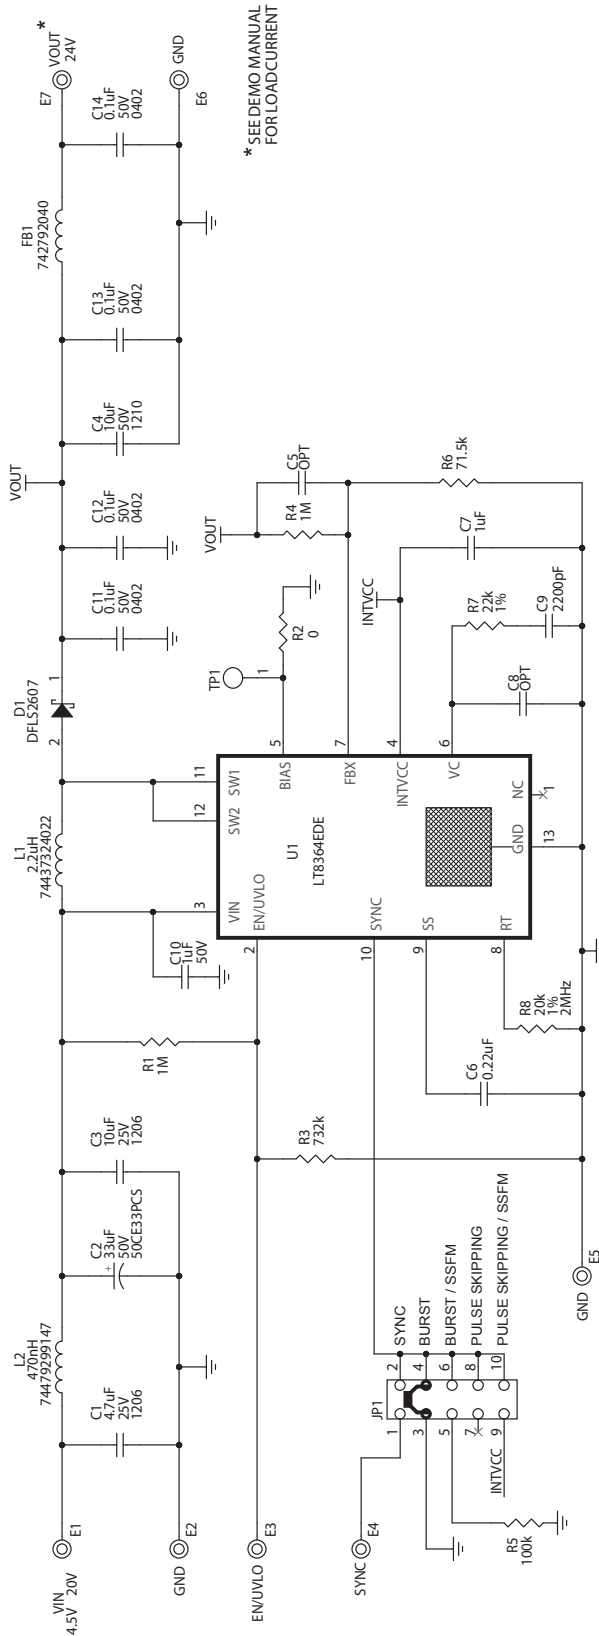 VIN
4.5V 20V
E1
C1
4.7uF
25V
1206
L2
470nH
74479299147
C2
+
33uF
50V
50CE33PCS
C3
10uF
25V
1206
GND
E2
R1
1M
C10
1uF
50V
L1
2.2uH
74437324022
D1
DFLS2607
2
1
C11
0.1uF
50V
0402
C12
0.1uF
50V
0402
VOUT
C4
10uF
50V
1210
C13
0.1uF
50V
0402
FB1
742792040
C14
0.1uF
50V
0402
E7
VOUT
*
24V
E6
GND
* SEE DEMO MANUAL
FOR LOADCURRENT
EN/UVLO
E3
R3
732k
U1
LT8364EDE
3
VIN
2
EN/UVLO
12
SW2
11
SW1
10
SYNC
9
SS
8
RT
BIAS
5
FBX
7
INTVCC
4
VC
6
NC
1
GND
13
TP1
1
R2
0
VOUT
R4
1M
C5
OPT
INTVCC
C7
1uF
R6
71.5k
C8
OPT
R7
22k
1%
C9
2200pF
C6
0.22uF
R8
20k
1%
2MHz
SYNC
E4
JP1
1
2
SYNC
3
4
BURST
5
6
BURST / SSFM
7
8
PULSE SKIPPING
9
10
PULSE SKIPPING / SSFM
INTVCC
R5
100k
GND
E5